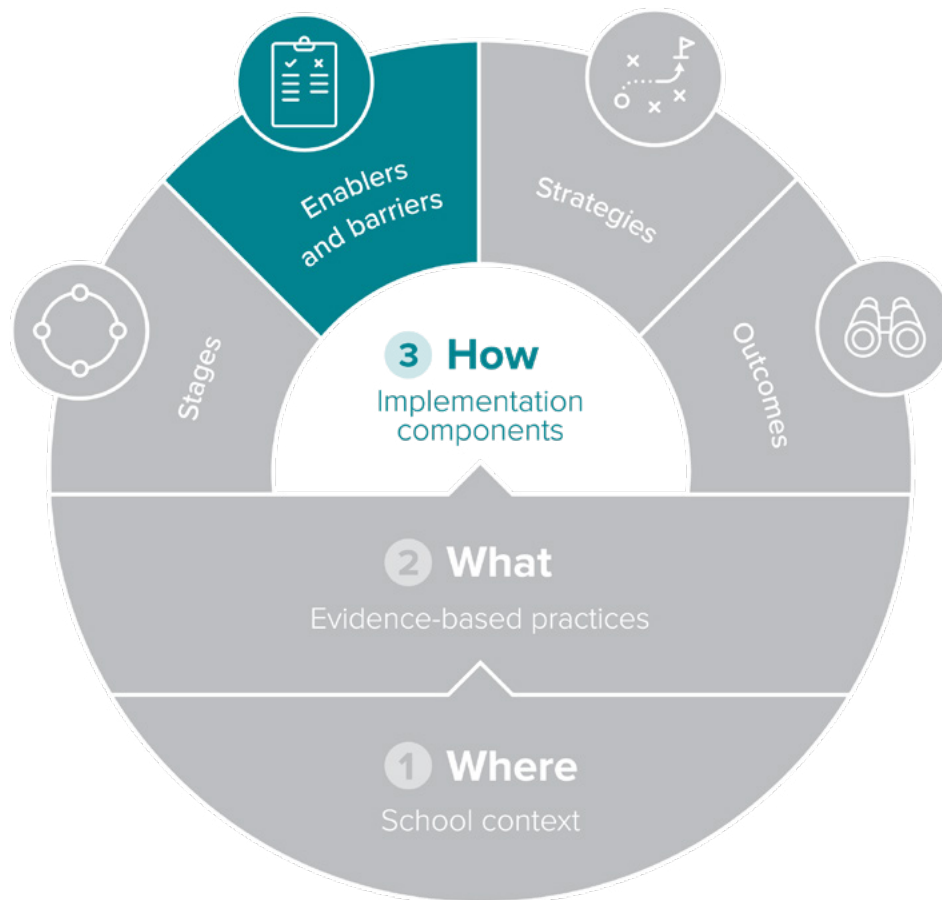 Enablers
and barriers
Strategies
Stages
Outcomes
3 How
Implementation
components
2 What
Evidence-based practices
1 Where
School context